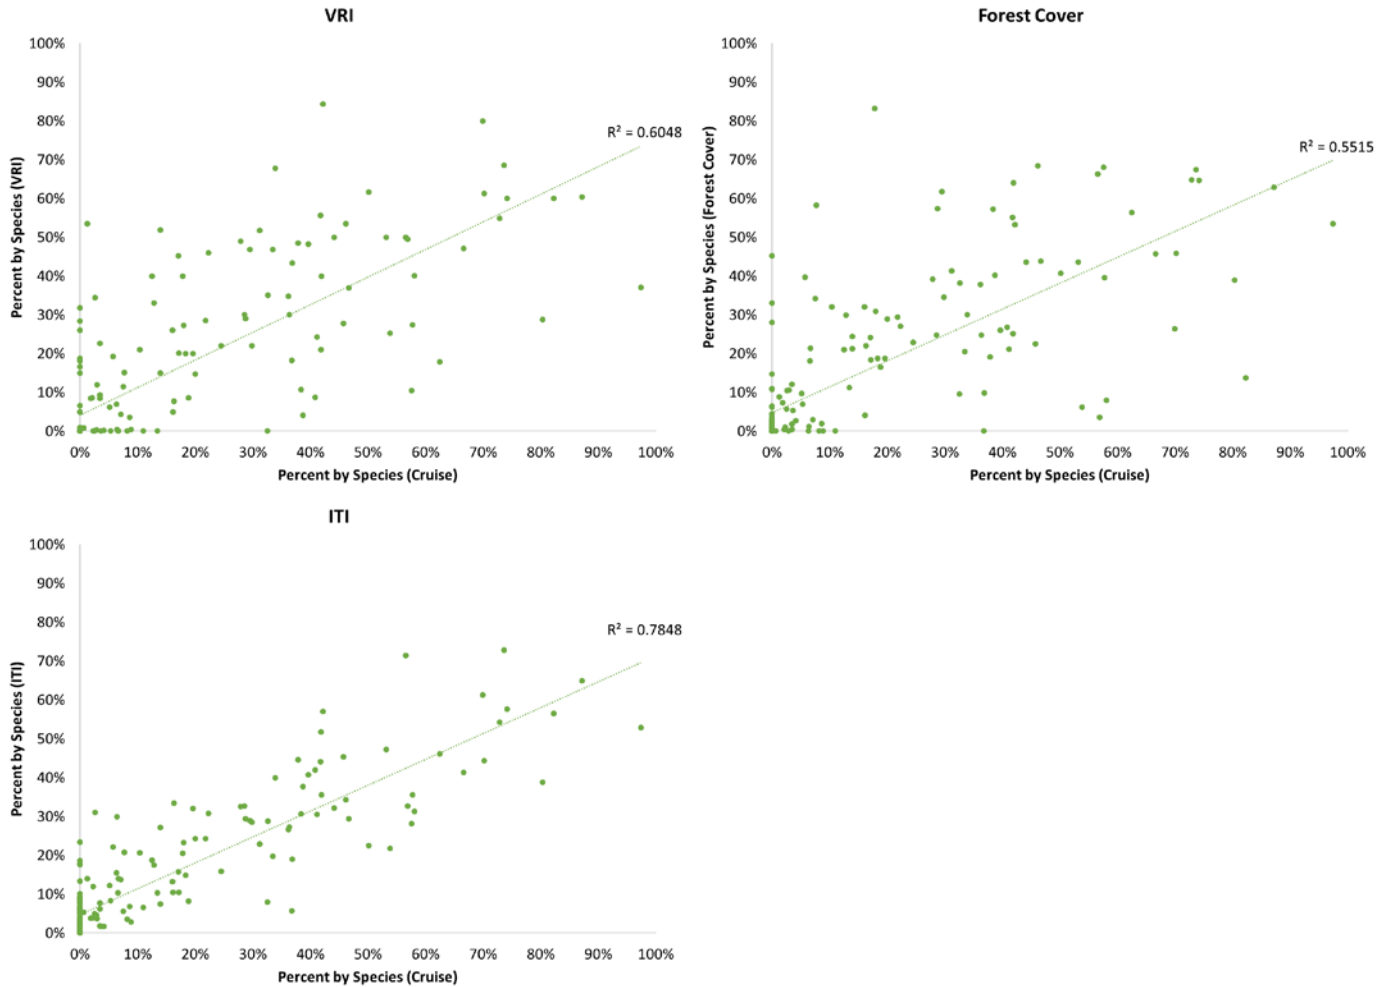 VRI
100%
90%
80%
70%
60%
50%
40%
30%
20%
10%
0%
Percent by Species (VRI)
R² = 0.6048
0% 10% 20% 30% 40% 50% 60% 70% 80% 90% 100%
Percent by Species (Cruise)
Forest Cover
100%
90%
80%
70%
60%
50%
40%
30%
20%
10%
0%
Percent by Species (Forest Cover)
R² = 0.5515
0% 10% 20% 30% 40% 50% 60% 70% 80% 90% 100%
Percent by Species (Cruise)
ITI
100%
90%
80%
70%
60%
50%
40%
30%
20%
10%
0%
Percent by Species (ITI)
R² = 0.7848
0% 10% 20% 30% 40% 50% 60% 70% 80% 90% 100%
Percent by Species (Cruise)